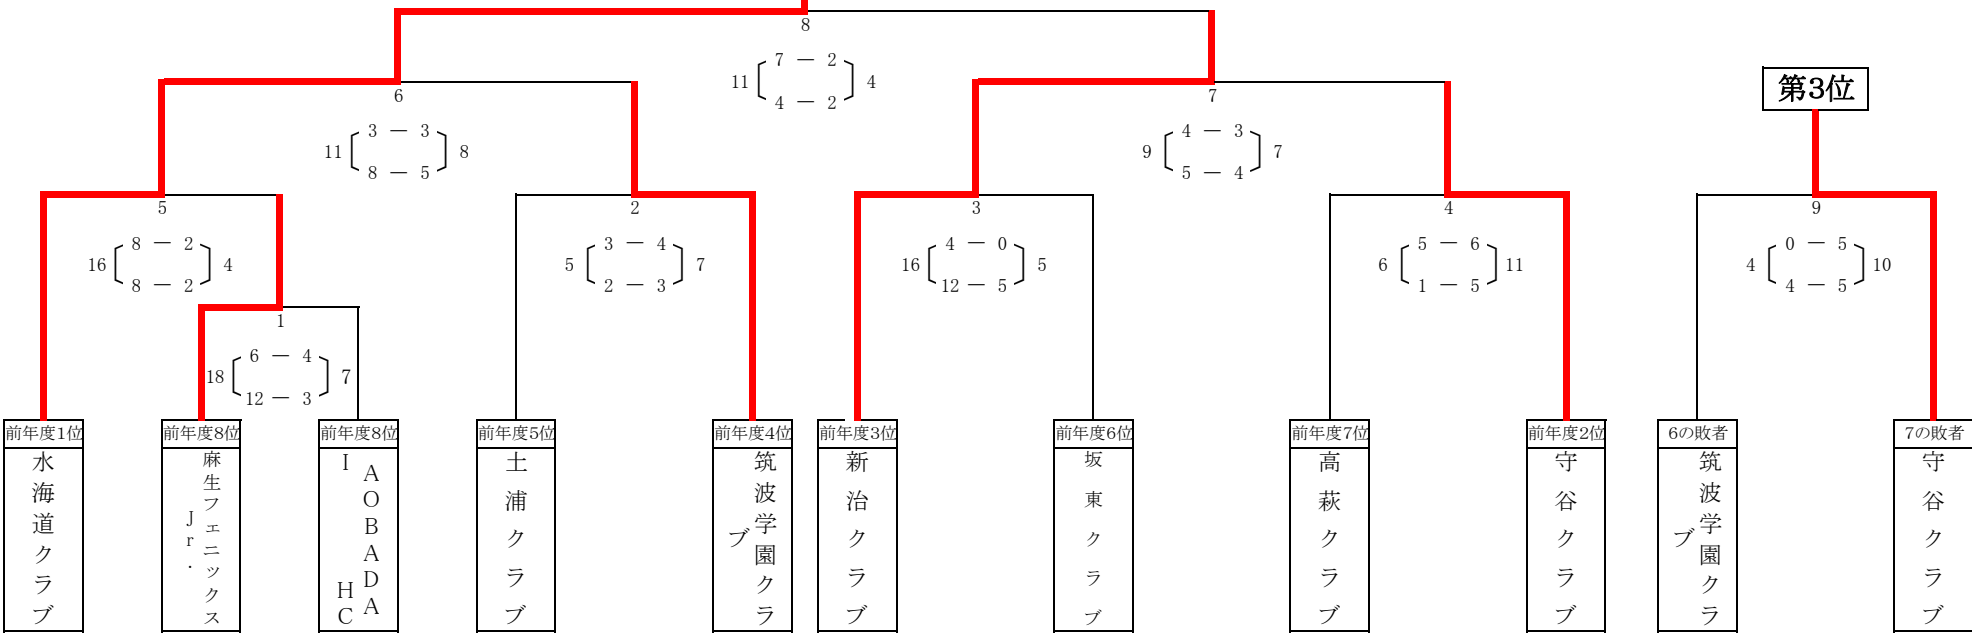 8
7 － 2
11 4
4 － 2
第3位
6
3 － 3
11 8
8 － 5
7
4 － 3
9 7
5 － 4
5
8 － 2
16 4
8 － 2
2
3 － 4
5 7
2 － 3
3
4 － 0
16 5
12 － 5
4
5 － 6
6 11
1 － 5
9
0 － 5
4 10
4 － 5
1
6 － 4
18 7
12 － 3
前年度1位
水海道クラブ
前年度8位
麻生フェニックス
Jr.
前年度8位
AOBADA
I HC
前年度5位
土浦クラブ
前年度4位
筑波学園クラ
ブ
前年度3位
新治クラブ
前年度6位
坂東クラブ
前年度7位
高萩クラブ
前年度2位
守谷クラブ
6の敗者
筑波学園クラ
ブ
7の敗者
守谷クラブ